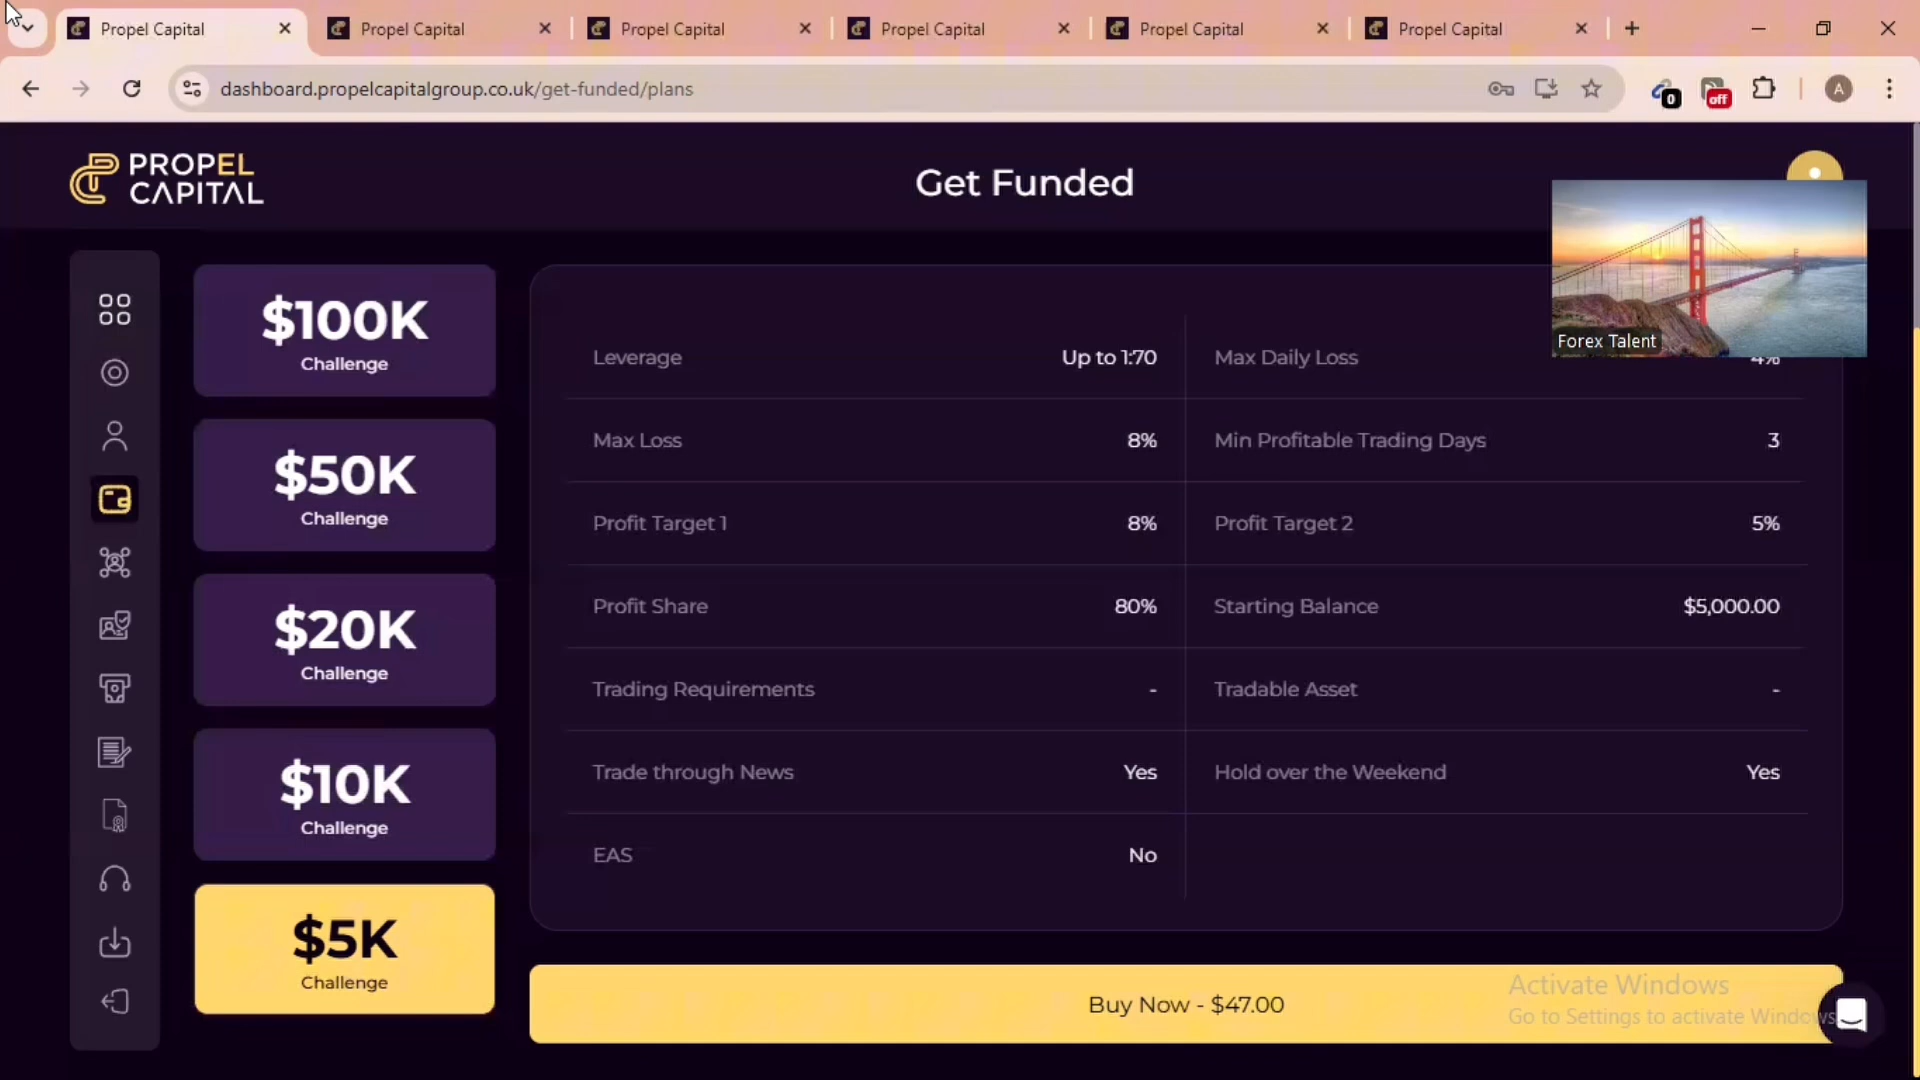 Propel Capital Propel Capital Propel Capital Propel Capital Propel Capital Propel Capital
dashboard.propelcapitalgroup.co.uk/get-funded/plans
0
off
A
PROPEL
CAPITAL
Get Funded
Forex Talent
$100K
Challenge
$50K
Challenge
$20K
Challenge
$10K
Challenge
$5K
Challenge
Leverage Up to 1:70 Max Daily Loss 4%
Max Loss 8% Min Profitable Trading Days 3
Profit Target 1 8% Profit Target 2 5%
Profit Share 80% Starting Balance $5,000.00
Trading Requirements - Tradable Asset -
Trade through News Yes Hold over the Weekend Yes
EAS No
Buy Now - $47.00
Activate Windows
Go to Settings to activate Windows